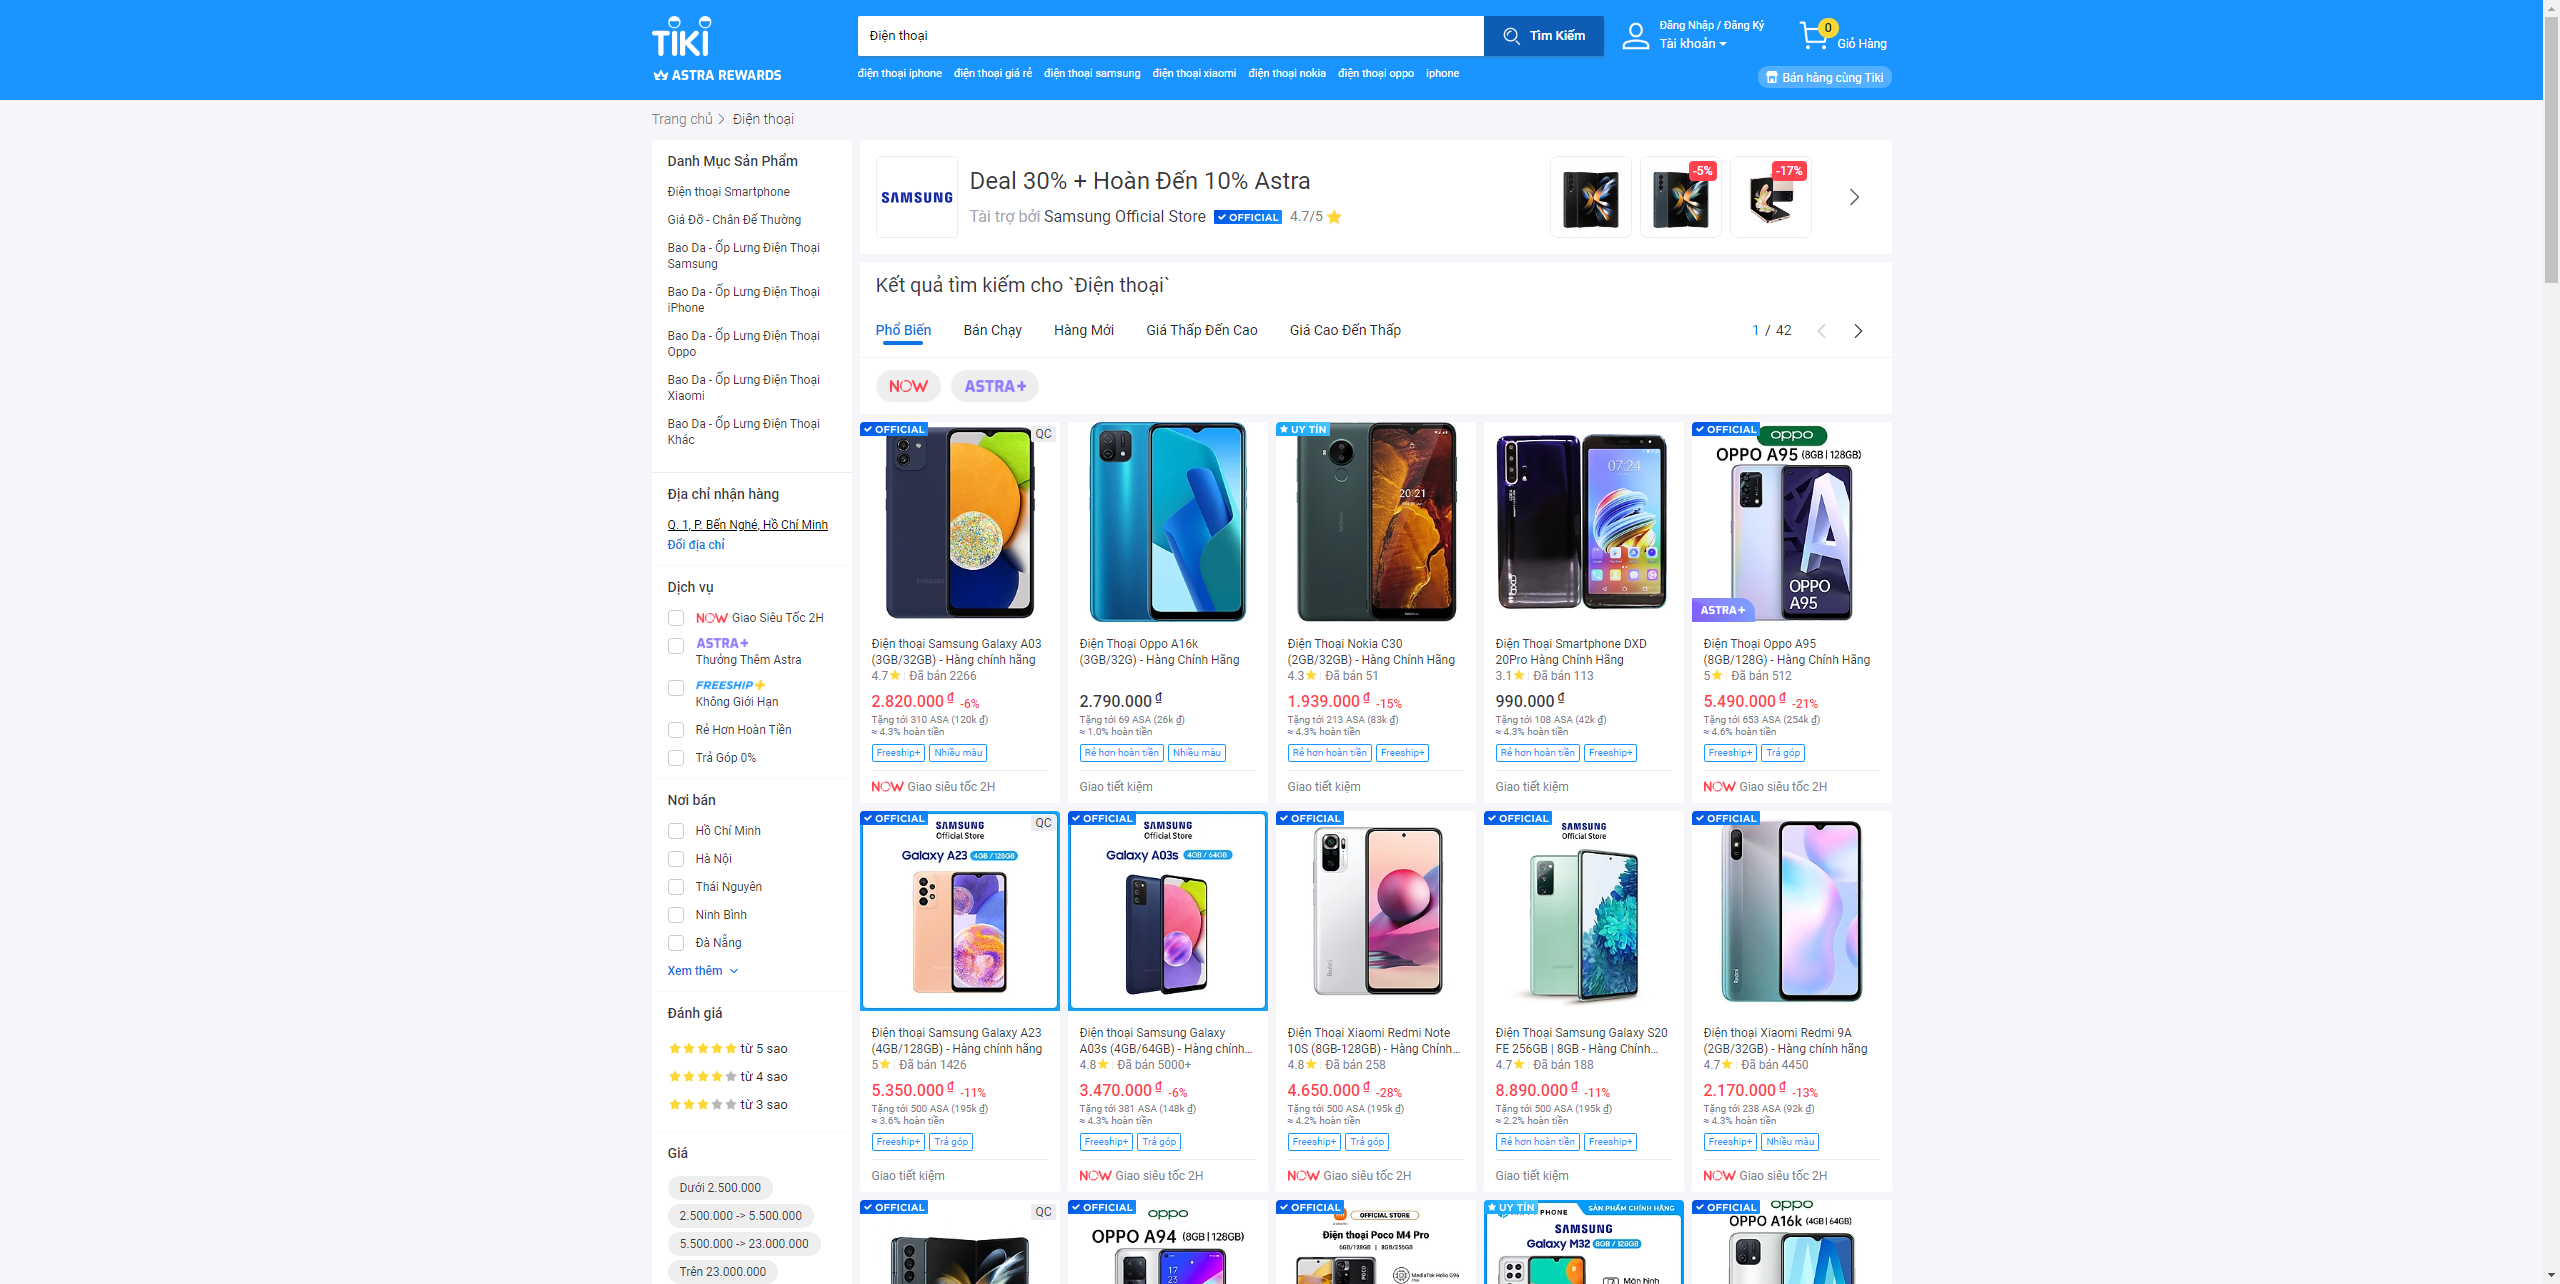 TIKI
ASTRA REWARDS
Điện thoại
Tìm Kiếm
điện thoại iphone
điện thoại giá rẻ
điện thoại samsung
điện thoại xiaomi
điện thoại nokia
điện thoại oppo
iphone
Đăng Nhập / Đăng Ký
Tài khoản
0
Giỏ Hàng
Bán hàng cùng Tiki
Trang chủ > Điện thoại
Danh Mục Sản Phẩm
Điện thoại Smartphone
Giá Đỡ - Chân Đế Thường
Bao Da - Ốp Lưng Điện Thoại
Samsung
Bao Da - Ốp Lưng Điện Thoại
iPhone
Bao Da - Ốp Lưng Điện Thoại
Oppo
Bao Da - Ốp Lưng Điện Thoại
Xiaomi
Bao Da - Ốp Lưng Điện Thoại
Khác
Địa chỉ nhận hàng
Q. 1, P. Bến Nghé, Hồ Chí Minh
Đổi địa chỉ
Dịch vụ
NOW Giao Siêu Tốc 2H
ASTRA+
Thưởng Thêm Astra
FREESHIP+
Không Giới Hạn
Rẻ Hơn Hoàn Tiền
Trả Góp 0%
Nơi bán
Hồ Chí Minh
Hà Nội
Thái Nguyên
Ninh Bình
Đà Nẵng
Xem thêm
Đánh giá
từ 5 sao
từ 4 sao
từ 3 sao
Giá
Dưới 2.500.000
2.500.000 -> 5.500.000
5.500.000 -> 23.000.000
Trên 23.000.000
SAMSUNG
Deal 30% + Hoàn Đến 10% Astra
Tài trợ bởi Samsung Official Store OFFICIAL 4.7/5
-5%
-17%
Kết quả tìm kiếm cho `Điện thoại`
Phổ Biến
Bán Chạy
Hàng Mới
Giá Thấp Đến Cao
Giá Cao Đến Thấp
1 / 42
NOW
ASTRA+
OFFICIAL
QC
SAMSUNG
Điện thoại Samsung Galaxy A03
(3GB/32GB) - Hàng chính hãng
4.7 Đã bán 2266
2.820.000 ₫ -6%
Tặng tới 310 ASA (120k ₫)
≈ 4.3% hoàn tiền
Freeship+ Nhiều màu
NOW Giao siêu tốc 2H
Điện Thoại Oppo A16k
(3GB/32G) - Hàng Chính Hãng
2.790.000 ₫
Tặng tới 69 ASA (26k ₫)
≈ 1.0% hoàn tiền
Rẻ hơn hoàn tiền Nhiều màu
Giao tiết kiệm
UY TÍN
20:21
NOKIA
Điện Thoại Nokia C30
(2GB/32GB) - Hàng Chính Hãng
4.3 Đã bán 51
1.939.000 ₫ -15%
Tặng tới 213 ASA (83k ₫)
≈ 4.3% hoàn tiền
Rẻ hơn hoàn tiền Freeship+
Giao tiết kiệm
07:24
DXD
Điện Thoại Smartphone DXD
20Pro Hàng Chính Hãng
3.1 Đã bán 113
990.000 ₫
Tặng tới 108 ASA (42k ₫)
≈ 4.3% hoàn tiền
Rẻ hơn hoàn tiền Freeship+
Giao tiết kiệm
OFFICIAL
oppo
OPPO A95 (8GB|128GB)
OPPO
A95
ASTRA+
Điện Thoại Oppo A95
(8GB/128G) - Hàng Chính Hãng
5 Đã bán 512
5.490.000 ₫ -21%
Tặng tới 653 ASA (254k ₫)
≈ 4.6% hoàn tiền
Freeship+ Trả góp
NOW Giao siêu tốc 2H
OFFICIAL
QC
SAMSUNG
Official Store
Galaxy A23 4GB / 128GB
Điện thoại Samsung Galaxy A23
(4GB/128GB) - Hàng chính hãng
5 Đã bán 1426
5.350.000 ₫ -11%
Tặng tới 500 ASA (195k ₫)
≈ 3.6% hoàn tiền
Freeship+ Trả góp
Giao tiết kiệm
OFFICIAL
SAMSUNG
Official Store
Galaxy A03s 4GB / 64GB
Điện thoại Samsung Galaxy
A03s (4GB/64GB) - Hàng chính...
4.8 Đã bán 5000+
3.470.000 ₫ -6%
Tặng tới 381 ASA (148k ₫)
≈ 4.3% hoàn tiền
Freeship+ Trả góp
NOW Giao siêu tốc 2H
OFFICIAL
Redmi
Điện Thoại Xiaomi Redmi Note
10S (8GB-128GB) - Hàng Chính...
4.8 Đã bán 258
4.650.000 ₫ -28%
Tặng tới 500 ASA (195k ₫)
≈ 4.2% hoàn tiền
Freeship+ Trả góp
NOW Giao siêu tốc 2H
OFFICIAL
SAMSUNG
Official Store
Điện Thoại Samsung Galaxy S20
FE 256GB | 8GB - Hàng Chính...
4.7 Đã bán 188
8.890.000 ₫ -11%
Tặng tới 500 ASA (195k ₫)
≈ 2.2% hoàn tiền
Rẻ hơn hoàn tiền Freeship+
Giao tiết kiệm
OFFICIAL
Redmi
Điện thoại Xiaomi Redmi 9A
(2GB/32GB) - Hàng chính hãng
4.7 Đã bán 4450
2.170.000 ₫ -13%
Tặng tới 238 ASA (92k ₫)
≈ 4.3% hoàn tiền
Freeship+ Nhiều màu
NOW Giao siêu tốc 2H
OFFICIAL
QC
OFFICIAL
oppo
OPPO A94 (8GB|128GB)
17
23
OFFICIAL
OFFICIAL STORE
Điện thoại Poco M4 Pro
6GB/128GB | 8GB/256GB
POCO
MediaTek Helio G96
UY TÍN
PHONE
SẢN PHẨM CHÍNH HÃNG
SAMSUNG
Galaxy M32 8GB / 128GB
Màn hình
OFFICIAL
oppo
OPPO A16k (4GB|64GB)